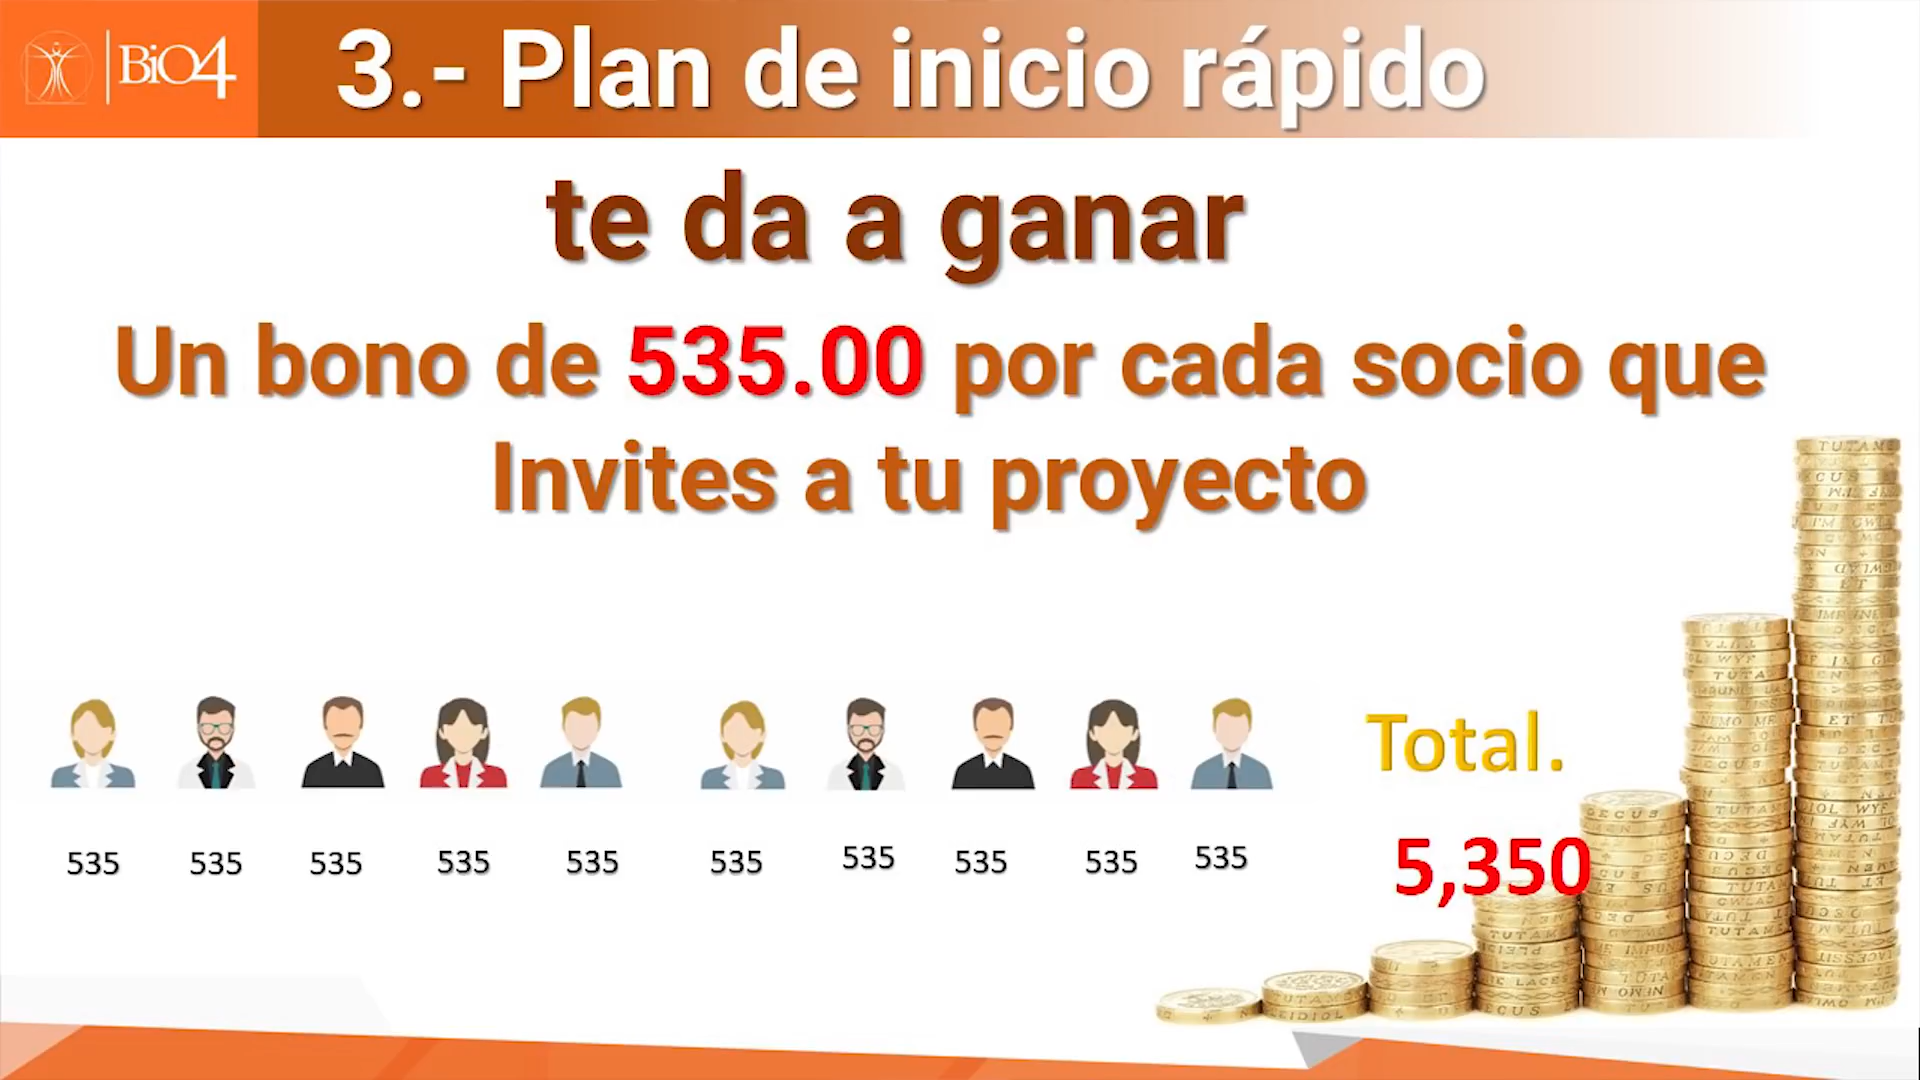 BiO4
3.- Plan de inicio rápido
te da a ganar
Un bono de 535.00 por cada socio que
Invites a tu proyecto
Total.
535 535 535 535 535 535 535 535 535 535
5,350